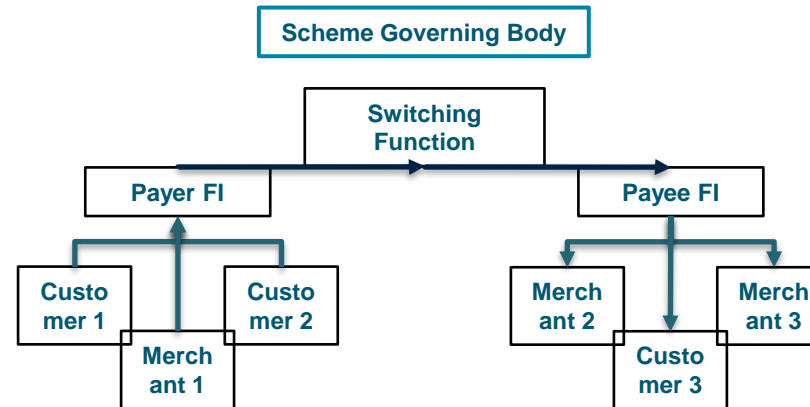 Scheme Governing Body
Switching
Function
Payer FI
Payee FI
Custo
mer 1
Custo
mer 2
Merch
ant 1
Merch
ant 2
Merch
ant 3
Custo
mer 3